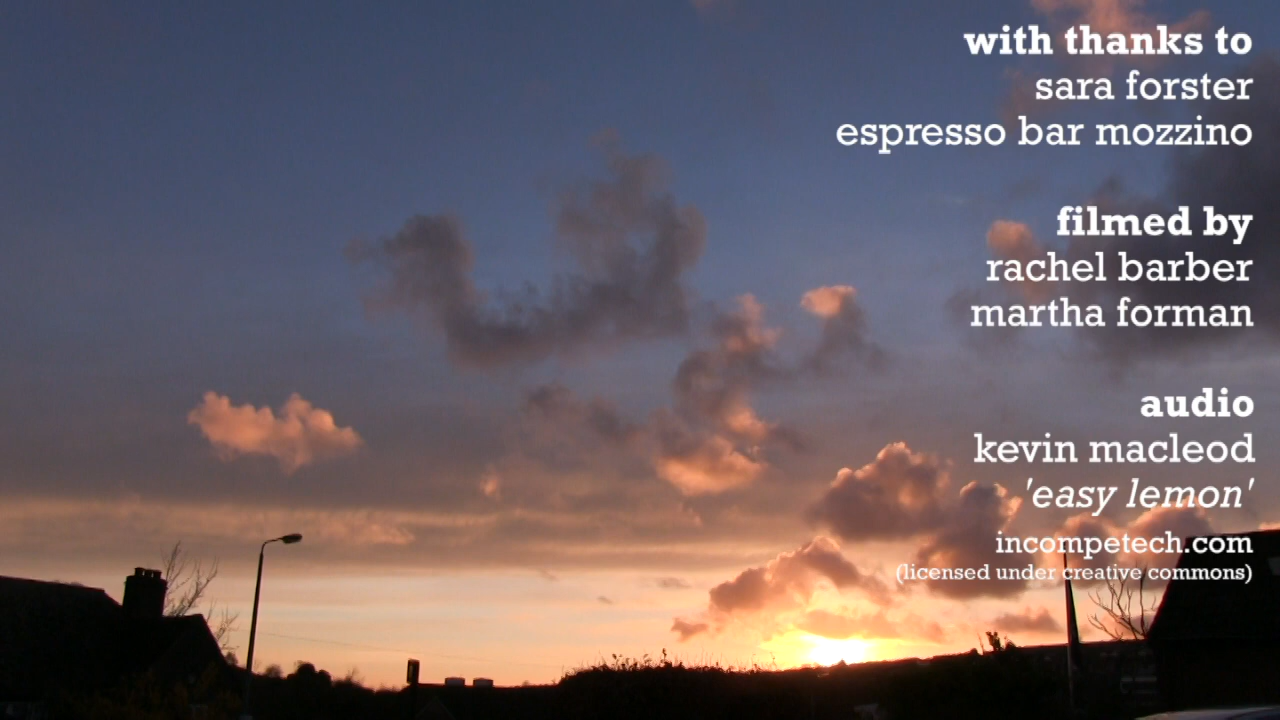 with thanks to
sara forster
espresso bar mozzino
filmed by
rachel barber
martha forman
audio
kevin macleod
'easy lemon'
incompetech.com
(licensed under creative commons)